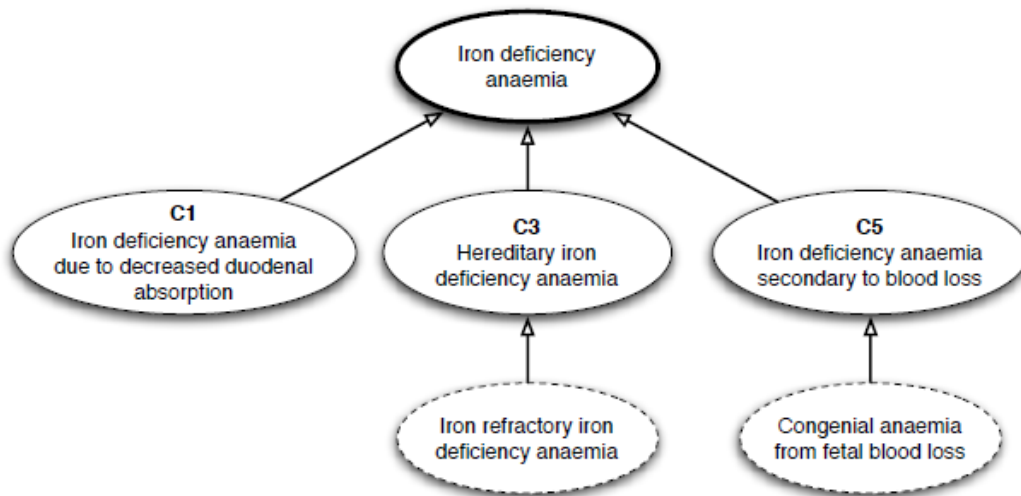 Iron deficiency
anaemia
C1
Iron deficiency anaemia
due to decreased duodenal
absorption
C3
Hereditary iron
deficiency anaemia
C5
Iron deficiency anaemia
secondary to blood loss
Iron refractory iron
deficiency anaemia
Congenial anaemia
from fetal blood loss